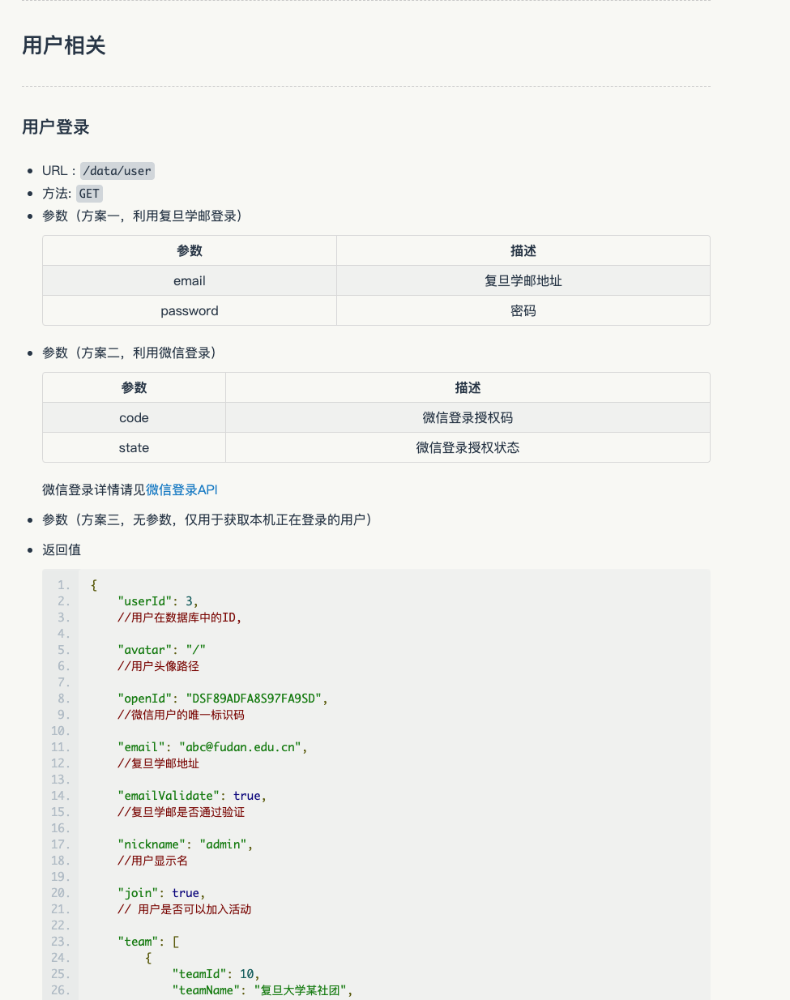 用户相关
用户登录
URL：/data/user
方法: GET
参数（方案一，利用复旦学邮登录）
参数 描述
email 复旦学邮地址
password 密码
参数（方案二，利用微信登录）
参数 描述
code 微信登录授权码
state 微信登录授权状态
微信登录详情请见微信登录API
参数（方案三，无参数，仅用于获取本机正在登录的用户）
返回值
1. {
2. "userId": 3,
3. //用户在数据库中的ID,
4.
5. "avatar": "/"
6. //用户头像路径
7.
8. "openId": "DSF89ADFA8S97FA9SD",
9. //微信用户的唯一标识码
10.
11. "email": "abc@fudan.edu.cn",
12. //复旦学邮地址
13.
14. "emailValidate": true,
15. //复旦学邮是否通过验证
16.
17. "nickname": "admin",
18. //用户显示名
19.
20. "join": true,
21. // 用户是否可以加入活动
22.
23. "team": [
24. {
25. "teamId": 10,
26. "teamName": "复旦大学某社团",